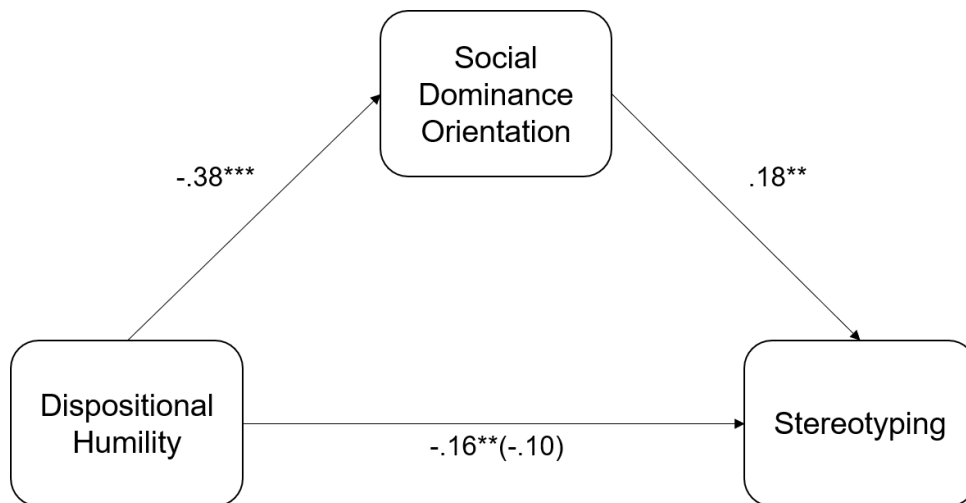 Social
Dominance
Orientation
-.38***
.18**
Dispositional
Humility
-.16**(-.10)
Stereotyping